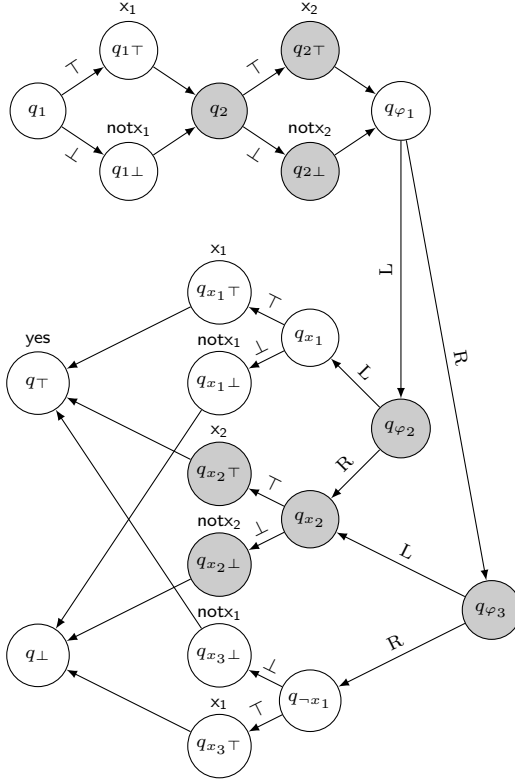 x₁ x₂
⊤ q₁⊤ ⊤ q₂⊤
q₁ q₂ qφ₁
⊥ notx₁ ⊥ notx₂
q₁⊥ q₂⊥
L
x₁
qx₁⊤ ⊤
R
yes notx₁ qx₁
q⊤ qx₁⊥ ⊥ L
x₂ qφ₂
qx₂⊤ ⊤ R
notx₂ qx₂
qx₂⊥ ⊥ L
qφ₃
notx₁
q⊥ qx₃⊥ ⊥ R
x₁ q¬x₁
qx₃⊤ ⊤